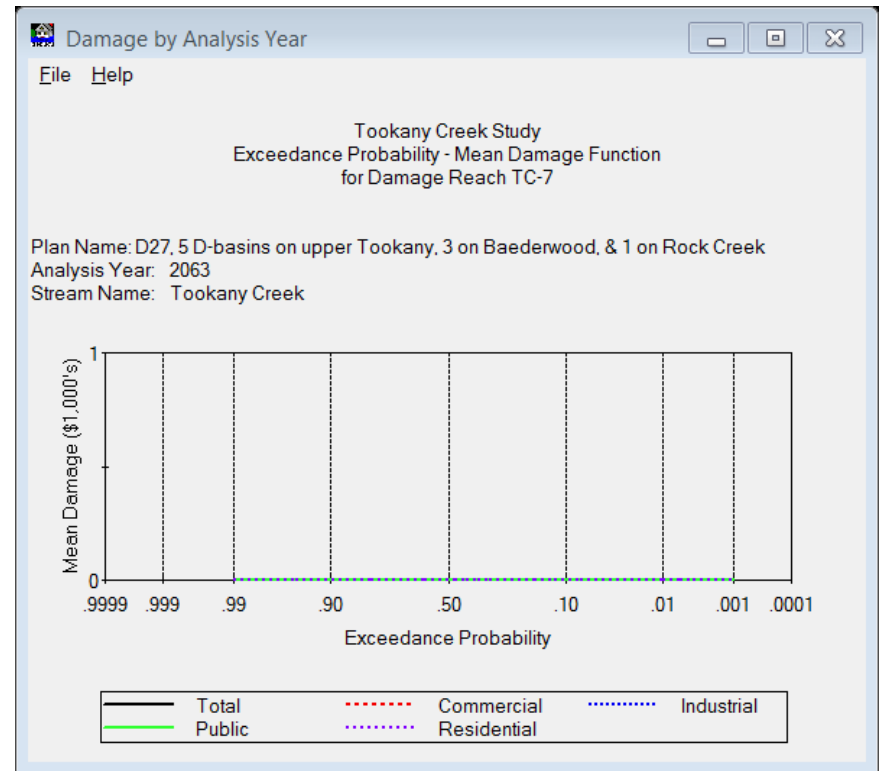 Damage by Analysis Year
File Help
Tookany Creek Study
Exceedance Probability - Mean Damage Function
for Damage Reach TC-7
Plan Name: D27, 5 D-basins on upper Tookany, 3 on Baederwood, & 1 on Rock Creek
Analysis Year: 2063
Stream Name: Tookany Creek
Mean Damage ($1,000's)
1
0
.9999 .999 .99 .90 .50 .10 .01 .001 .0001
Exceedance Probability
Total Commercial Industrial
Public Residential